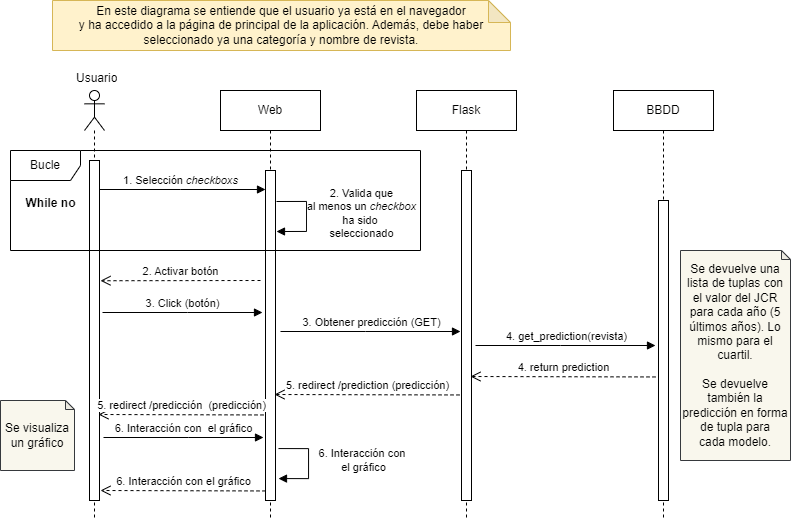 En este diagrama se entiende que el usuario ya está en el navegador
y ha accedido a la página de principal de la aplicación. Además, debe haber
seleccionado ya una categoría y nombre de revista.
Usuario
Web
Flask
BBDD
Bucle
While no
1. Selección checkboxs
2. Valida que
al menos un checkbox
ha sido
seleccionado
2. Activar botón
3. Click (botón)
3. Obtener predicción (GET)
4. get_prediction(revista)
4. return prediction
5. redirect /prediction (predicción)
5. redirect /predicción (predicción)
6. Interacción con el gráfico
6. Interacción con
el gráfico
6. Interacción con el gráfico
Se visualiza
un gráfico
Se devuelve una
lista de tuplas con
el valor del JCR
para cada año (5
últimos años). Lo
mismo para el
cuartil.
Se devuelve
también la
predicción en forma
de tupla para
cada modelo.